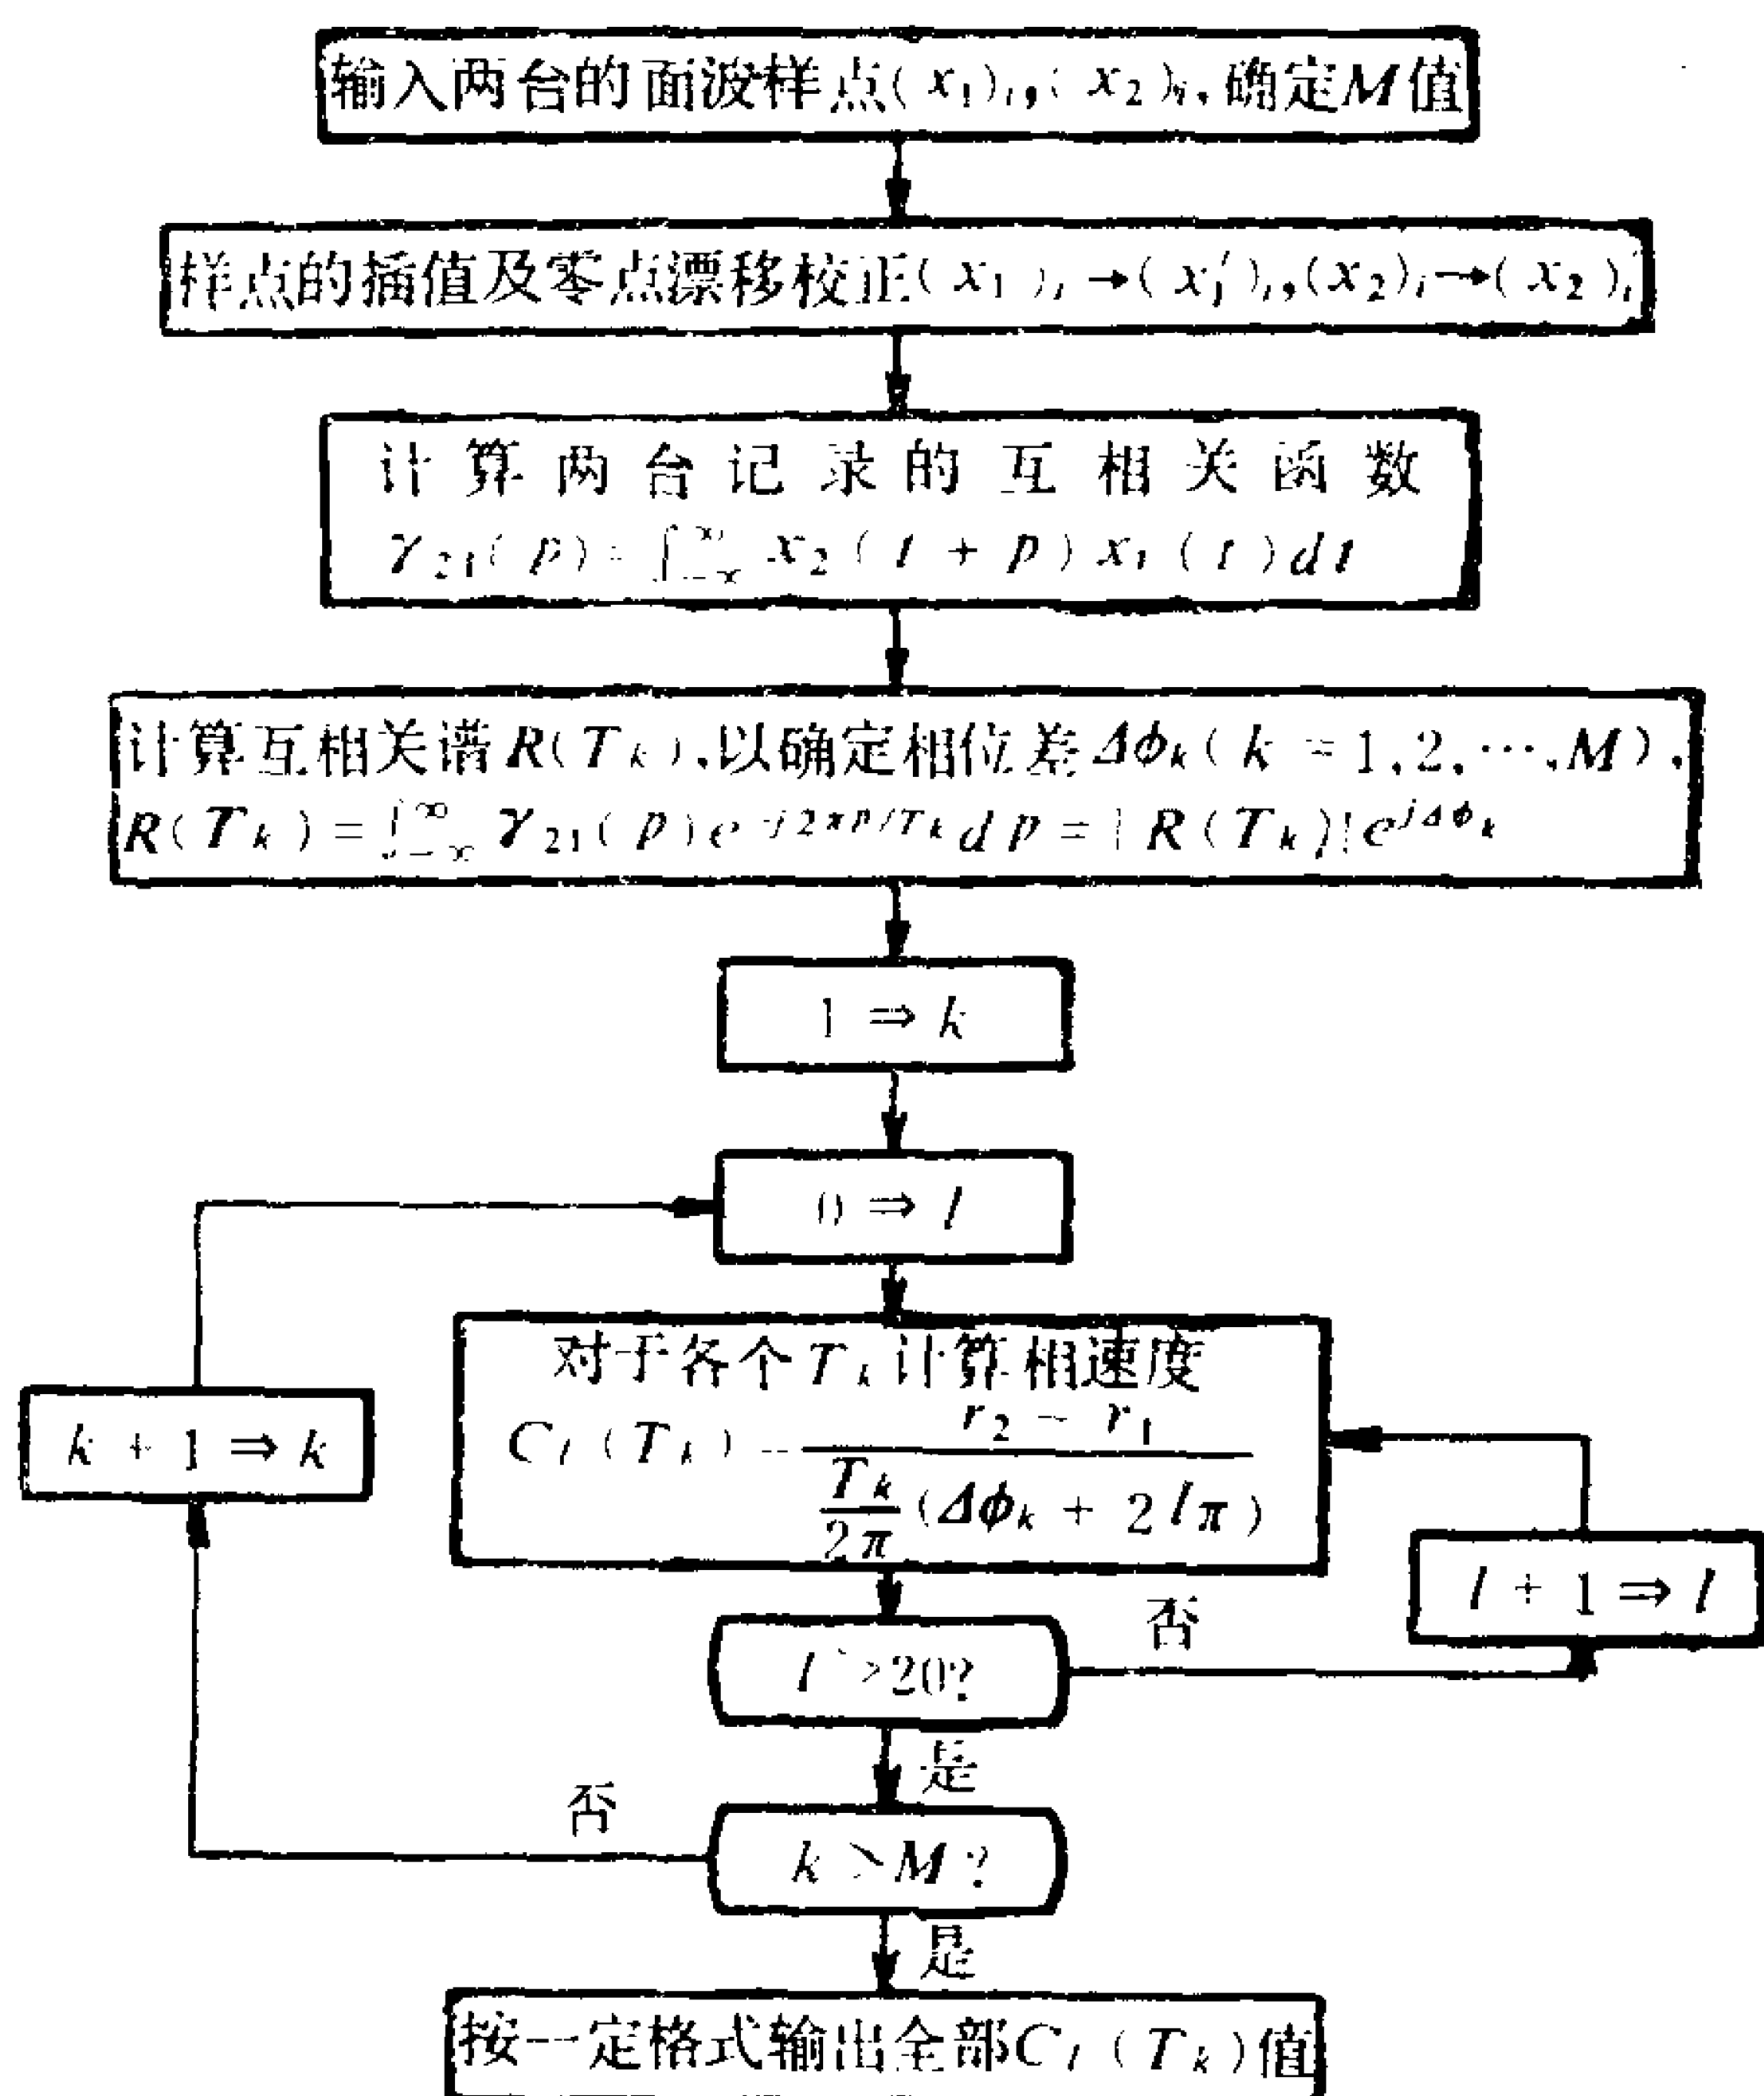 输入两台的面波样点(x₁)ᵢ,(x₂)ᵢ,确定M值
样点的插值及零点漂移校正(x₁)ᵢ→(x₁′)ᵢ,(x₂)ᵢ→(x₂)ᵢ′
计算两台记录的互相关函数
γ₂₁(p)=∫₋∞^∞ x₂(t+p)x₁(t)dt
计算互相关谱R(Tₖ),以确定相位差Δϕₖ(k=1,2,…,M),
R(Tₖ)=∫₋∞^∞ γ₂₁(p)e^{-j2πp/Tₖ}dp=|R(Tₖ)|e^{jΔϕₖ}
1⇒k
0⇒l
对于各个Tₖ计算相速度
C_l(Tₖ)=(r₂-r₁)/((Tₖ/2π)(Δϕₖ+2lπ))
k+1⇒k
l+1⇒l
否
l>20?
是
否
k>M?
是
按一定格式输出全部C_l(Tₖ)值